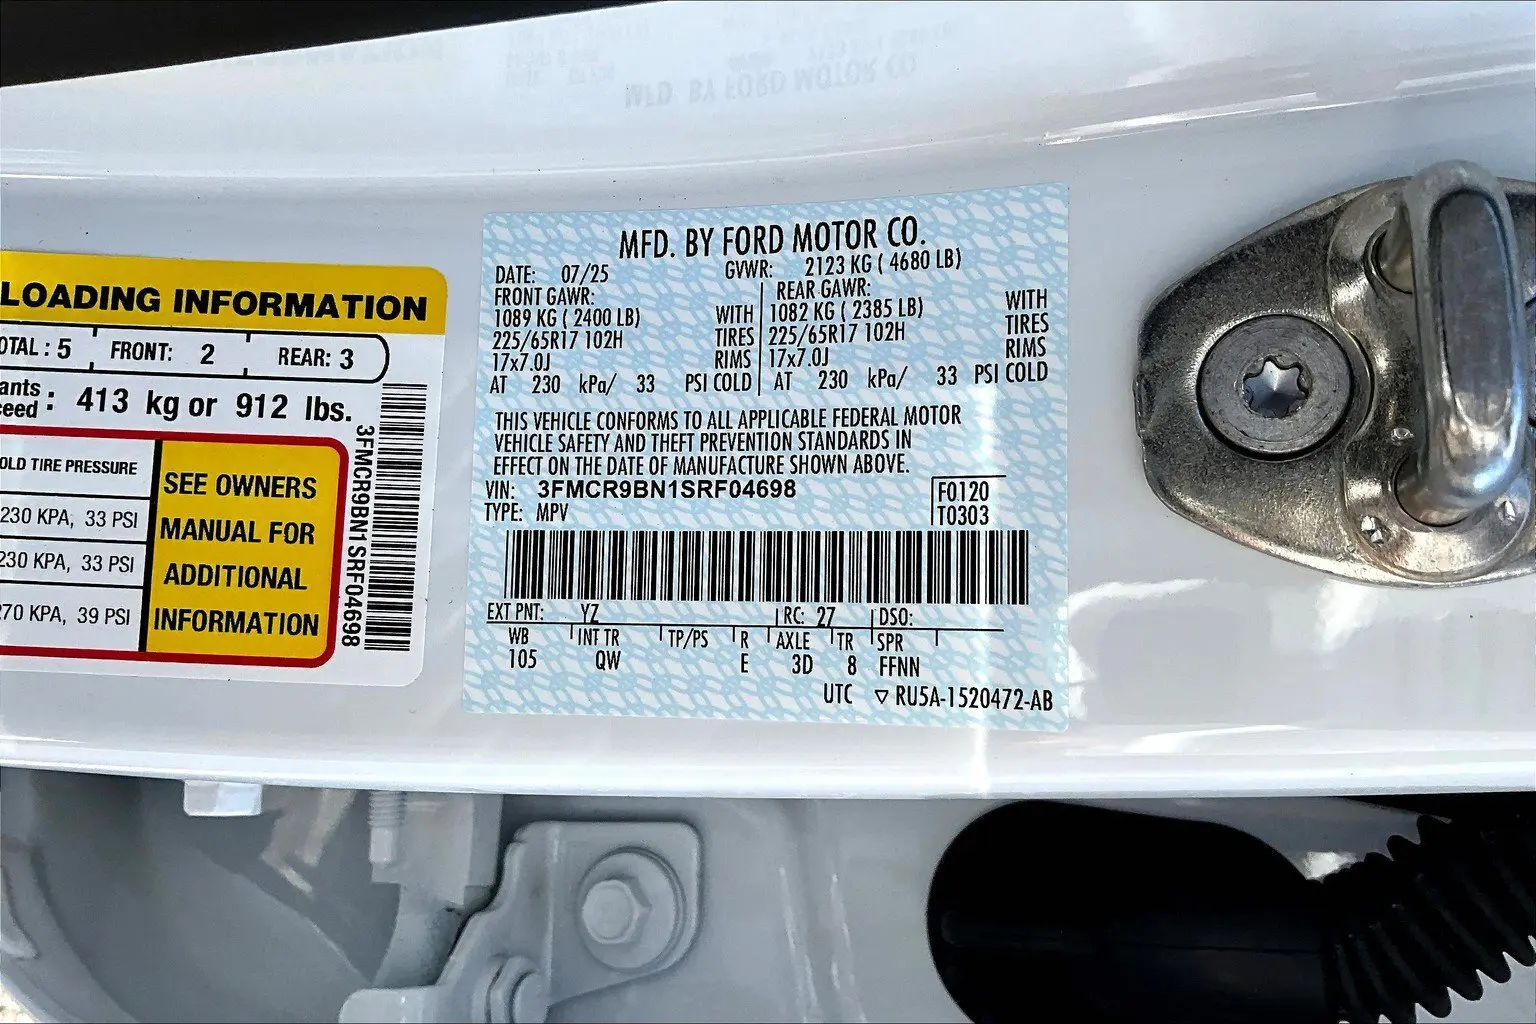 LOADING INFORMATION
OTAL : 5 FRONT: 2 REAR: 3
ants
ceed : 413 kg or 912 lbs.
OLD TIRE PRESSURE
230 KPA, 33 PSI
230 KPA, 33 PSI
270 KPA, 39 PSI
SEE OWNERS
MANUAL FOR
ADDITIONAL
INFORMATION
3FMCR9BN1SRF04698
MFD. BY FORD MOTOR CO.
DATE: 07/25 GVWR: 2123 KG ( 4680 LB)
FRONT GAWR: REAR GAWR:
1089 KG ( 2400 LB) WITH 1082 KG ( 2385 LB) WITH
225/65R17 102H TIRES 225/65R17 102H TIRES
17x7.0J RIMS 17x7.0J RIMS
AT 230 kPa/ 33 PSI COLD AT 230 kPa/ 33 PSI COLD
THIS VEHICLE CONFORMS TO ALL APPLICABLE FEDERAL MOTOR
VEHICLE SAFETY AND THEFT PREVENTION STANDARDS IN
EFFECT ON THE DATE OF MANUFACTURE SHOWN ABOVE.
VIN: 3FMCR9BN1SRF04698 F0120
TYPE: MPV T0303
EXT PNT: YZ RC: 27 DSO:
WB INT TR TP/PS R AXLE TR SPR
105 QW E 3D 8 FFNN
UTC ▽ RU5A-1520472-AB